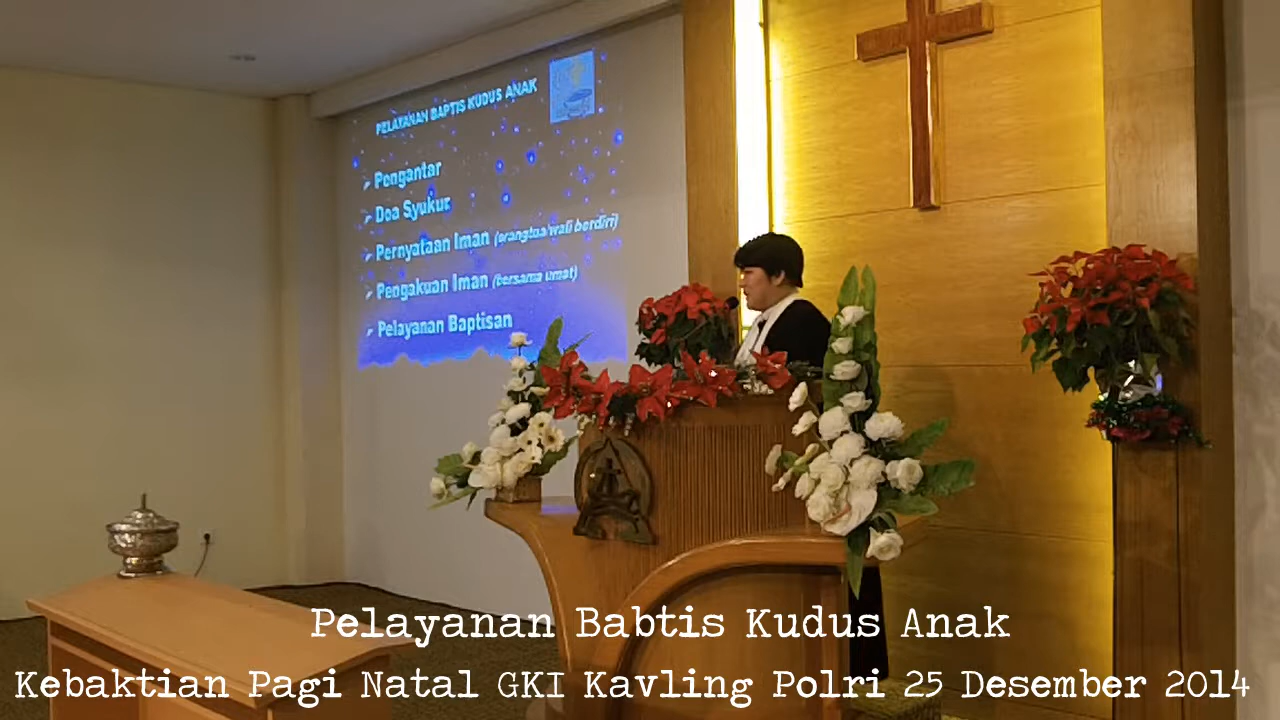 PELAYANAN BAPTIS KUDUS ANAK
Pengantar
Doa Syukur
Pernyataan Iman (orangtua/wali berdiri)
Pengakuan Iman (bersama umat)
Pelayanan Baptisan
Pelayanan Babtis Kudus Anak
Kebaktian Pagi Natal GKI Kavling Polri 25 Desember 2014